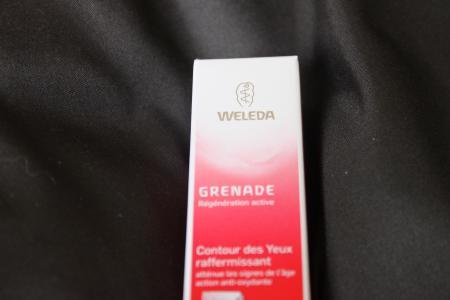 WELEDA
GRENADE
Régénération active
Contour des Yeux
raffermissant
atténue les signes de l'âge
action anti-oxydante